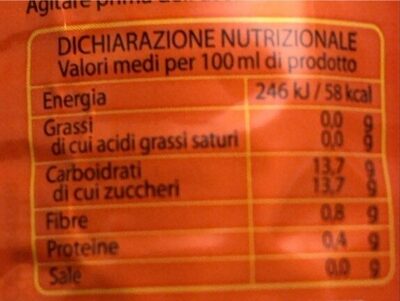 Agitare prima
DICHIARAZIONE NUTRIZIONALE
Valori medi per 100 ml di prodotto
Energia 246 kJ / 58 kcal
Grassi 0,0 g
di cui acidi grassi saturi 0,0 g
Carboidrati 13,7 g
di cui zuccheri 13,7 g
Fibre 0,8 g
Proteine 0,4 g
Sale 0,0 g